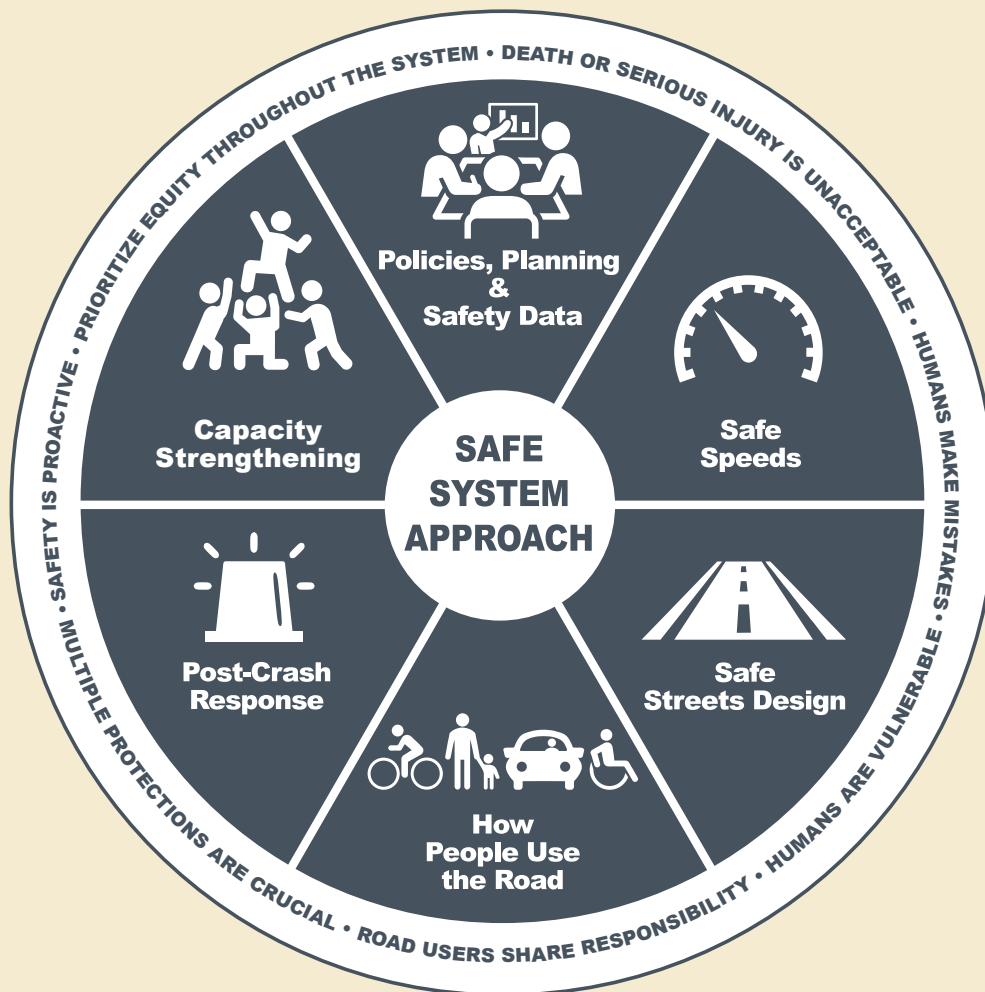 PRIORITIZE EQUITY THROUGHOUT THE SYSTEM • DEATH OR SERIOUS INJURY IS UNACCEPTABLE • HUMANS MAKE MISTAKES • HUMANS ARE VULNERABLE • ROAD USERS SHARE RESPONSIBILITY • MULTIPLE PROTECTIONS ARE CRUCIAL • SAFETY IS PROACTIVE •
Policies, Planning
&
Safety Data
Safe
Speeds
Safe
Streets Design
How
People Use
the Road
Post-Crash
Response
Capacity
Strengthening
SAFE
SYSTEM
APPROACH